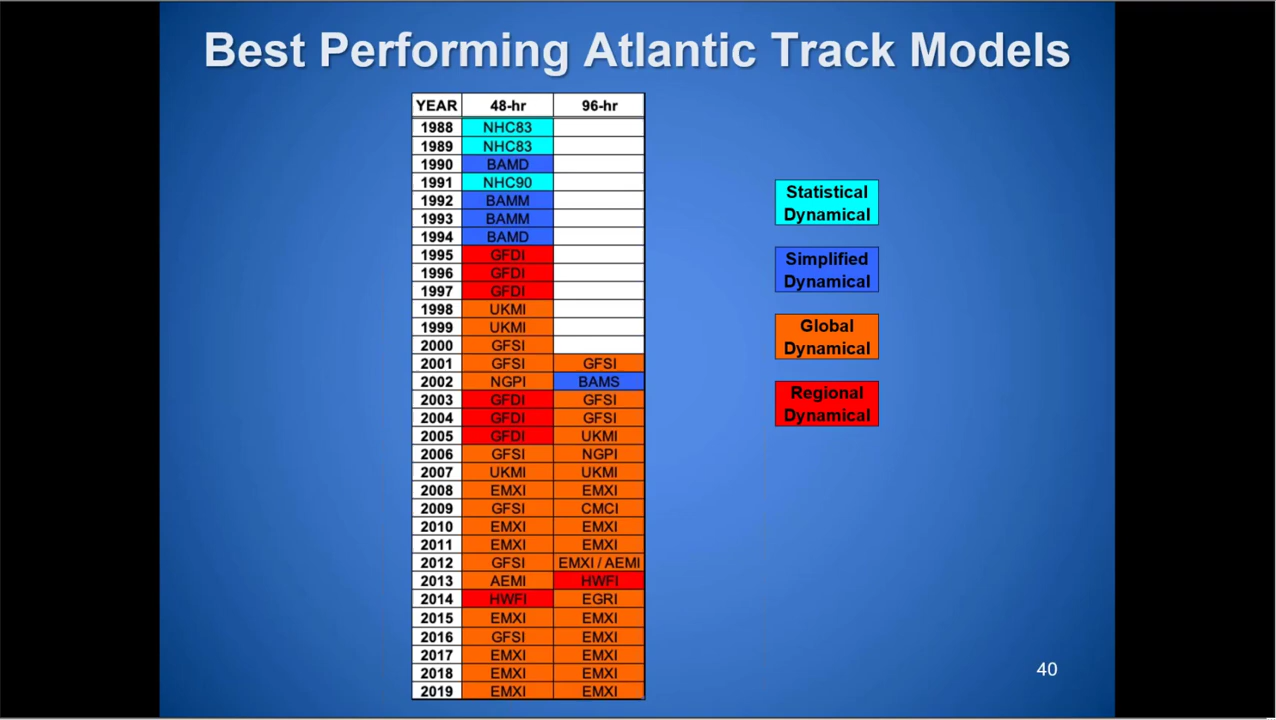 Best Performing Atlantic Track Models
YEAR 48-hr 96-hr
1988 NHC83
1989 NHC83
1990 BAMD
1991 NHC90
1992 BAMM
1993 BAMM
1994 BAMD
1995 GFDI
1996 GFDI
1997 GFDI
1998 UKMI
1999 UKMI
2000 GFSI
2001 GFSI GFSI
2002 NGPI BAMS
2003 GFDI GFSI
2004 GFDI GFSI
2005 GFDI UKMI
2006 GFSI NGPI
2007 UKMI UKMI
2008 EMXI EMXI
2009 GFSI CMCI
2010 EMXI EMXI
2011 EMXI EMXI
2012 GFSI EMXI / AEMI
2013 AEMI HWFI
2014 HWFI EGRI
2015 EMXI EMXI
2016 GFSI EMXI
2017 EMXI EMXI
2018 EMXI EMXI
2019 EMXI EMXI
Statistical
Dynamical
Simplified
Dynamical
Global
Dynamical
Regional
Dynamical
40